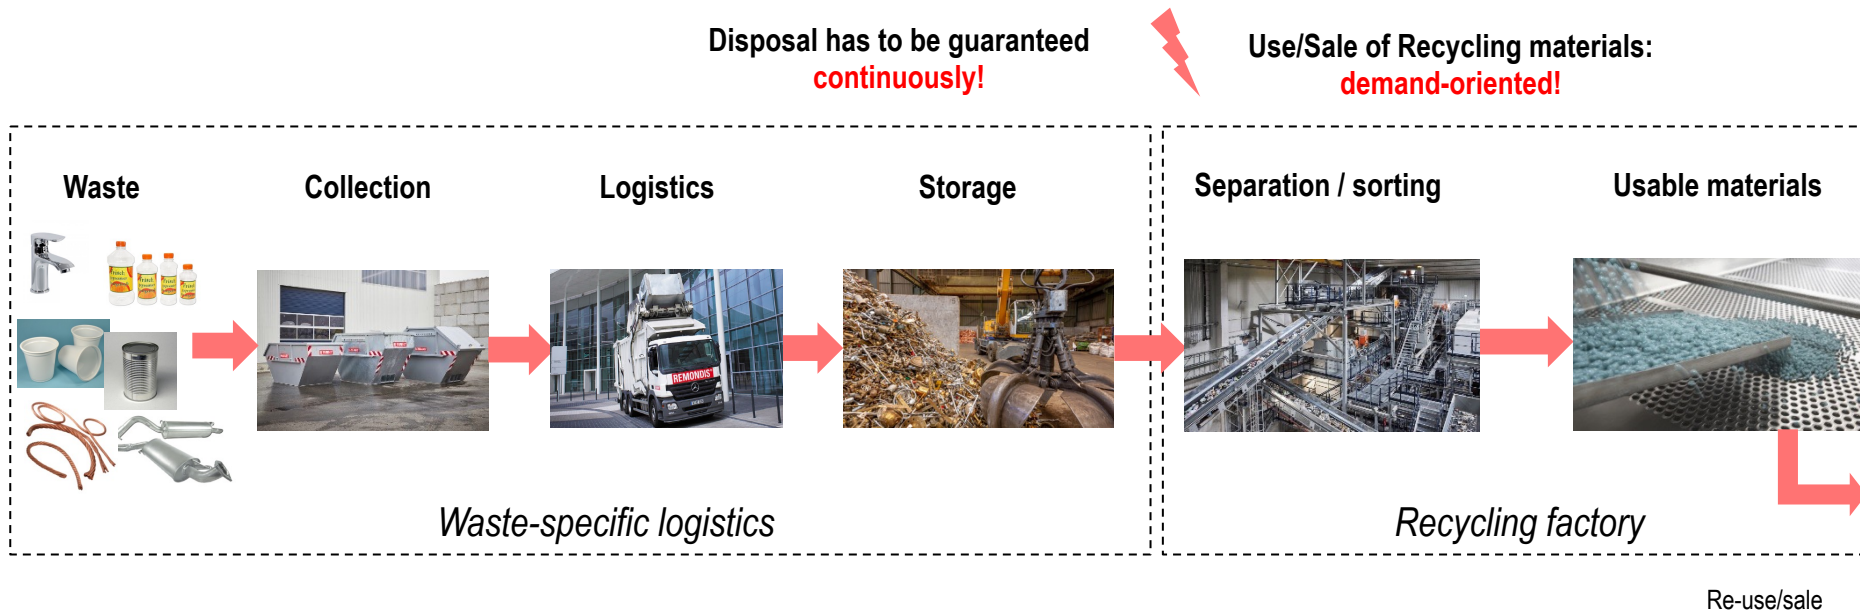 Disposal has to be guaranteed
continuously!
Use/Sale of Recycling materials:
demand-oriented!
Waste
Collection
Logistics
Storage
Separation / sorting
Usable materials
REMONDIS
Waste-specific logistics
Recycling factory
Re-use/sale